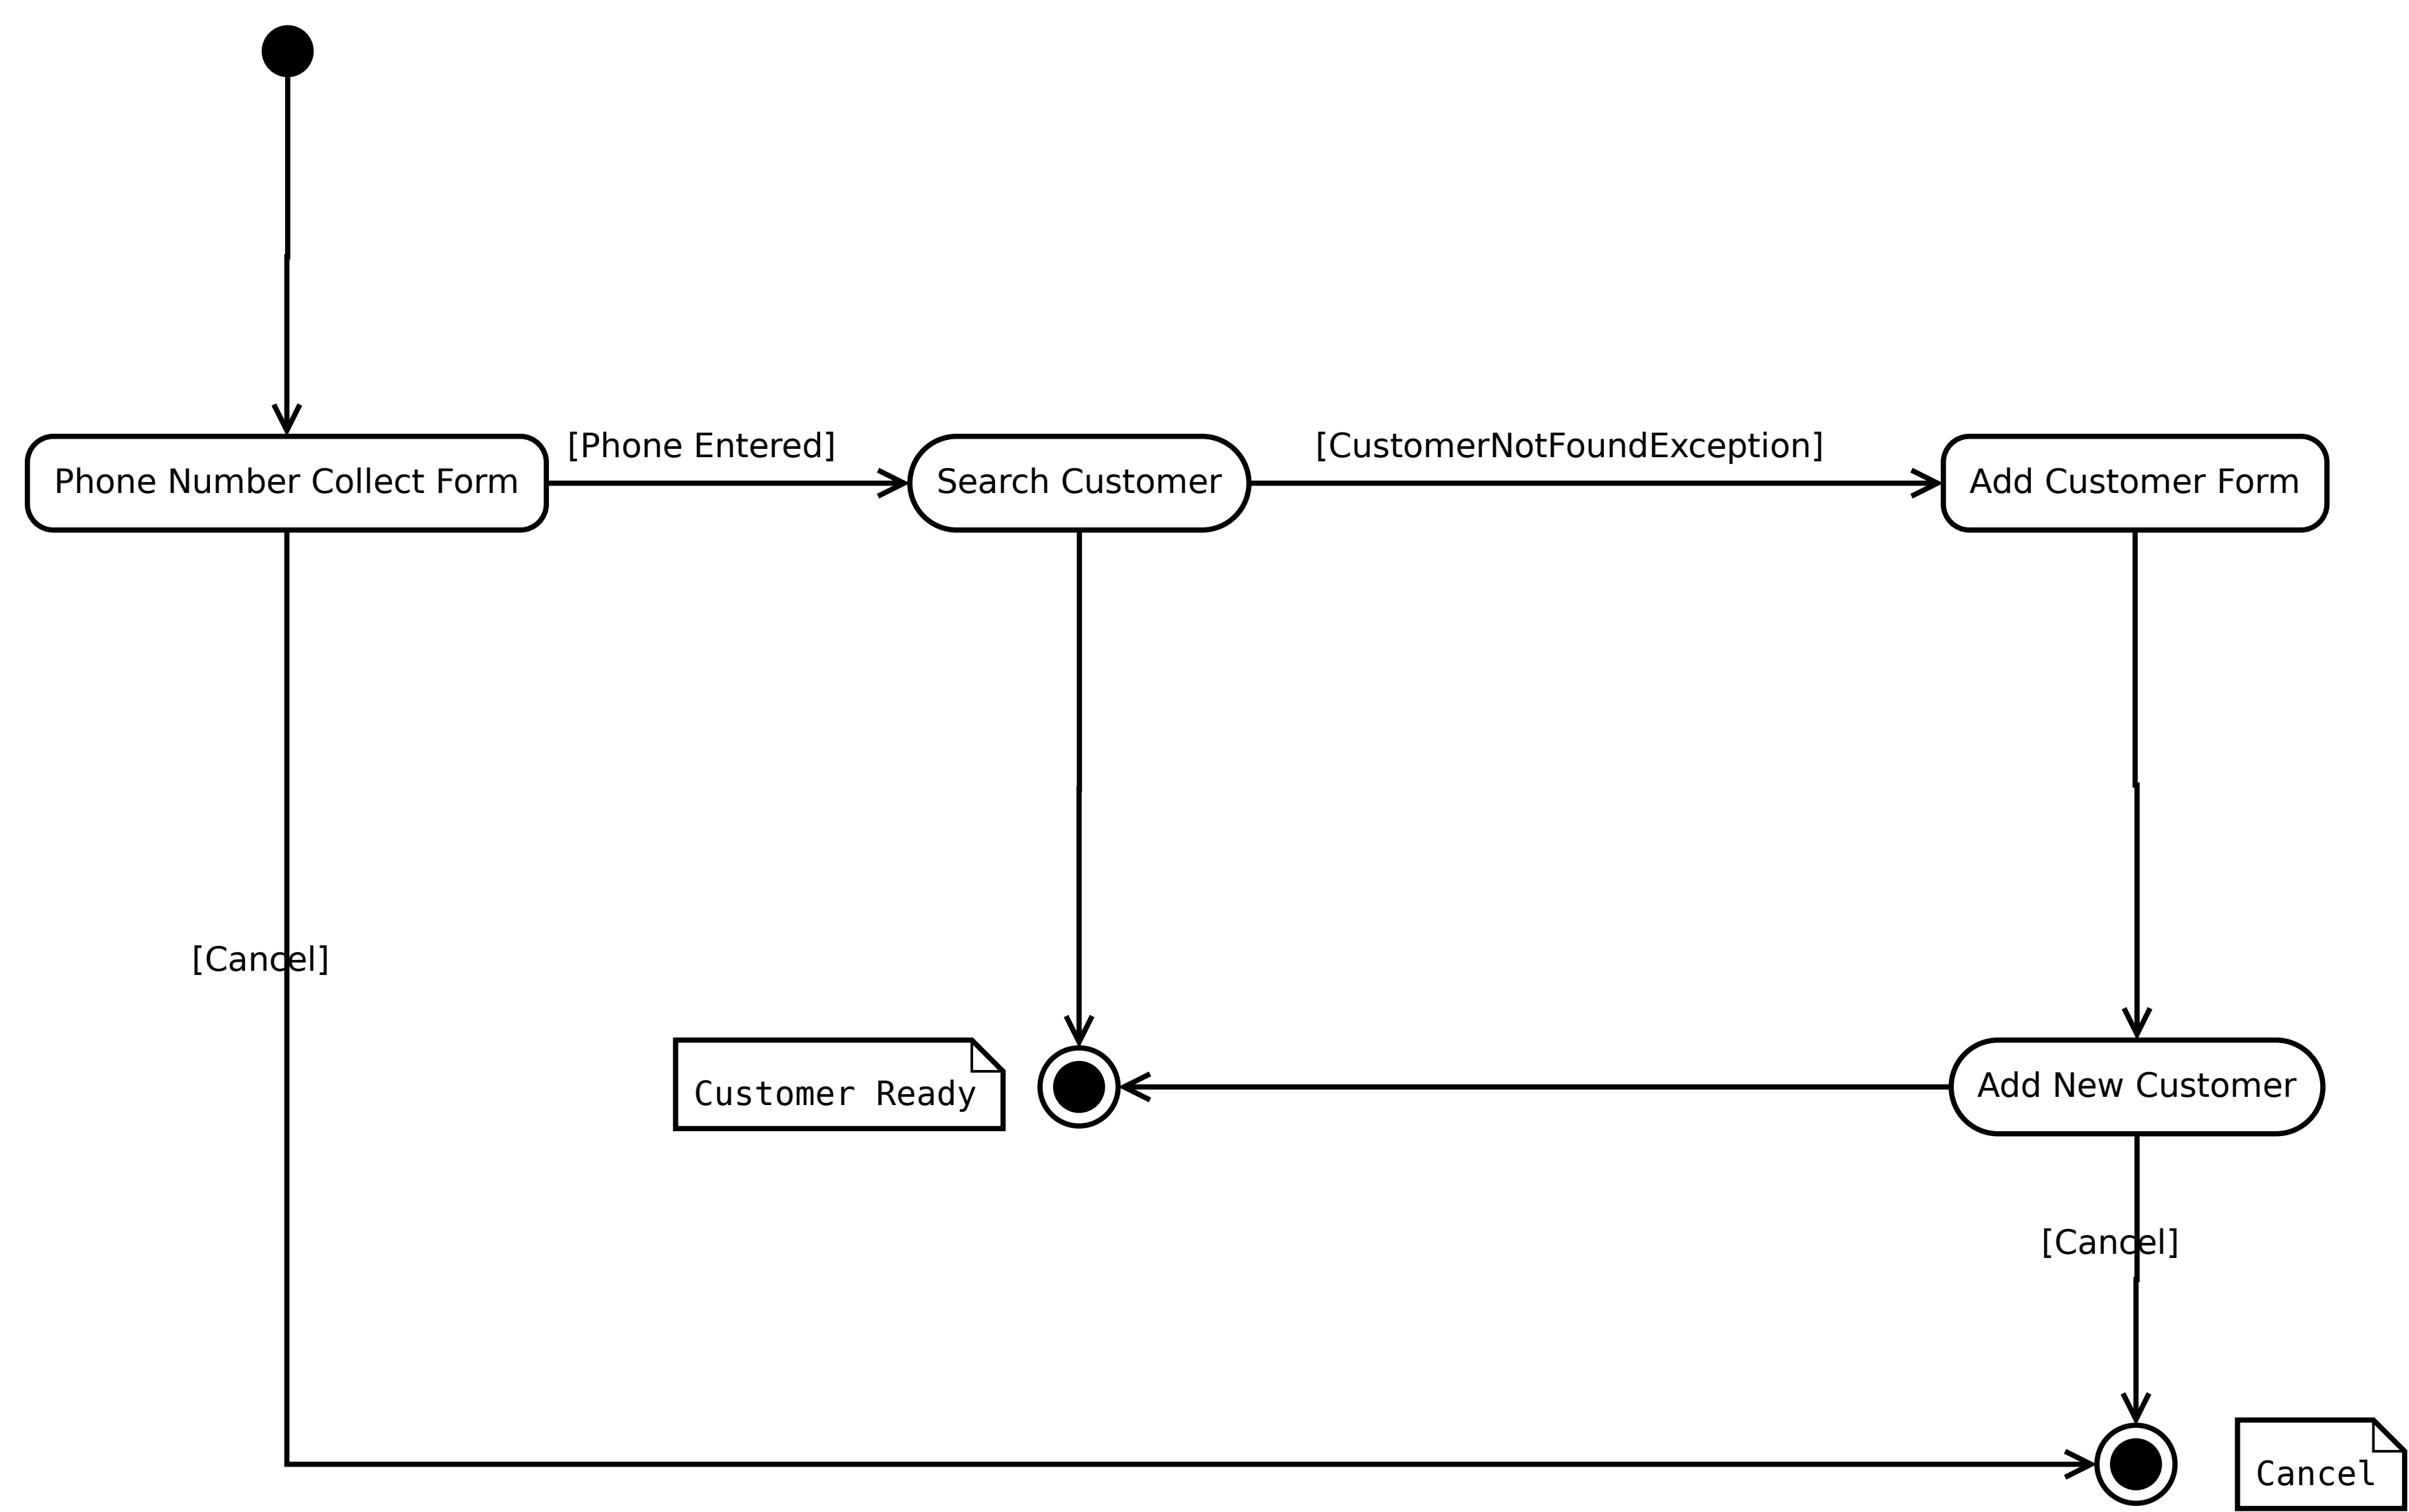 [Phone Entered]
[CustomerNotFoundException]
Phone Number Collect Form
Search Customer
Add Customer Form
[Cancel]
Customer Ready
Add New Customer
[Cancel]
Cancel